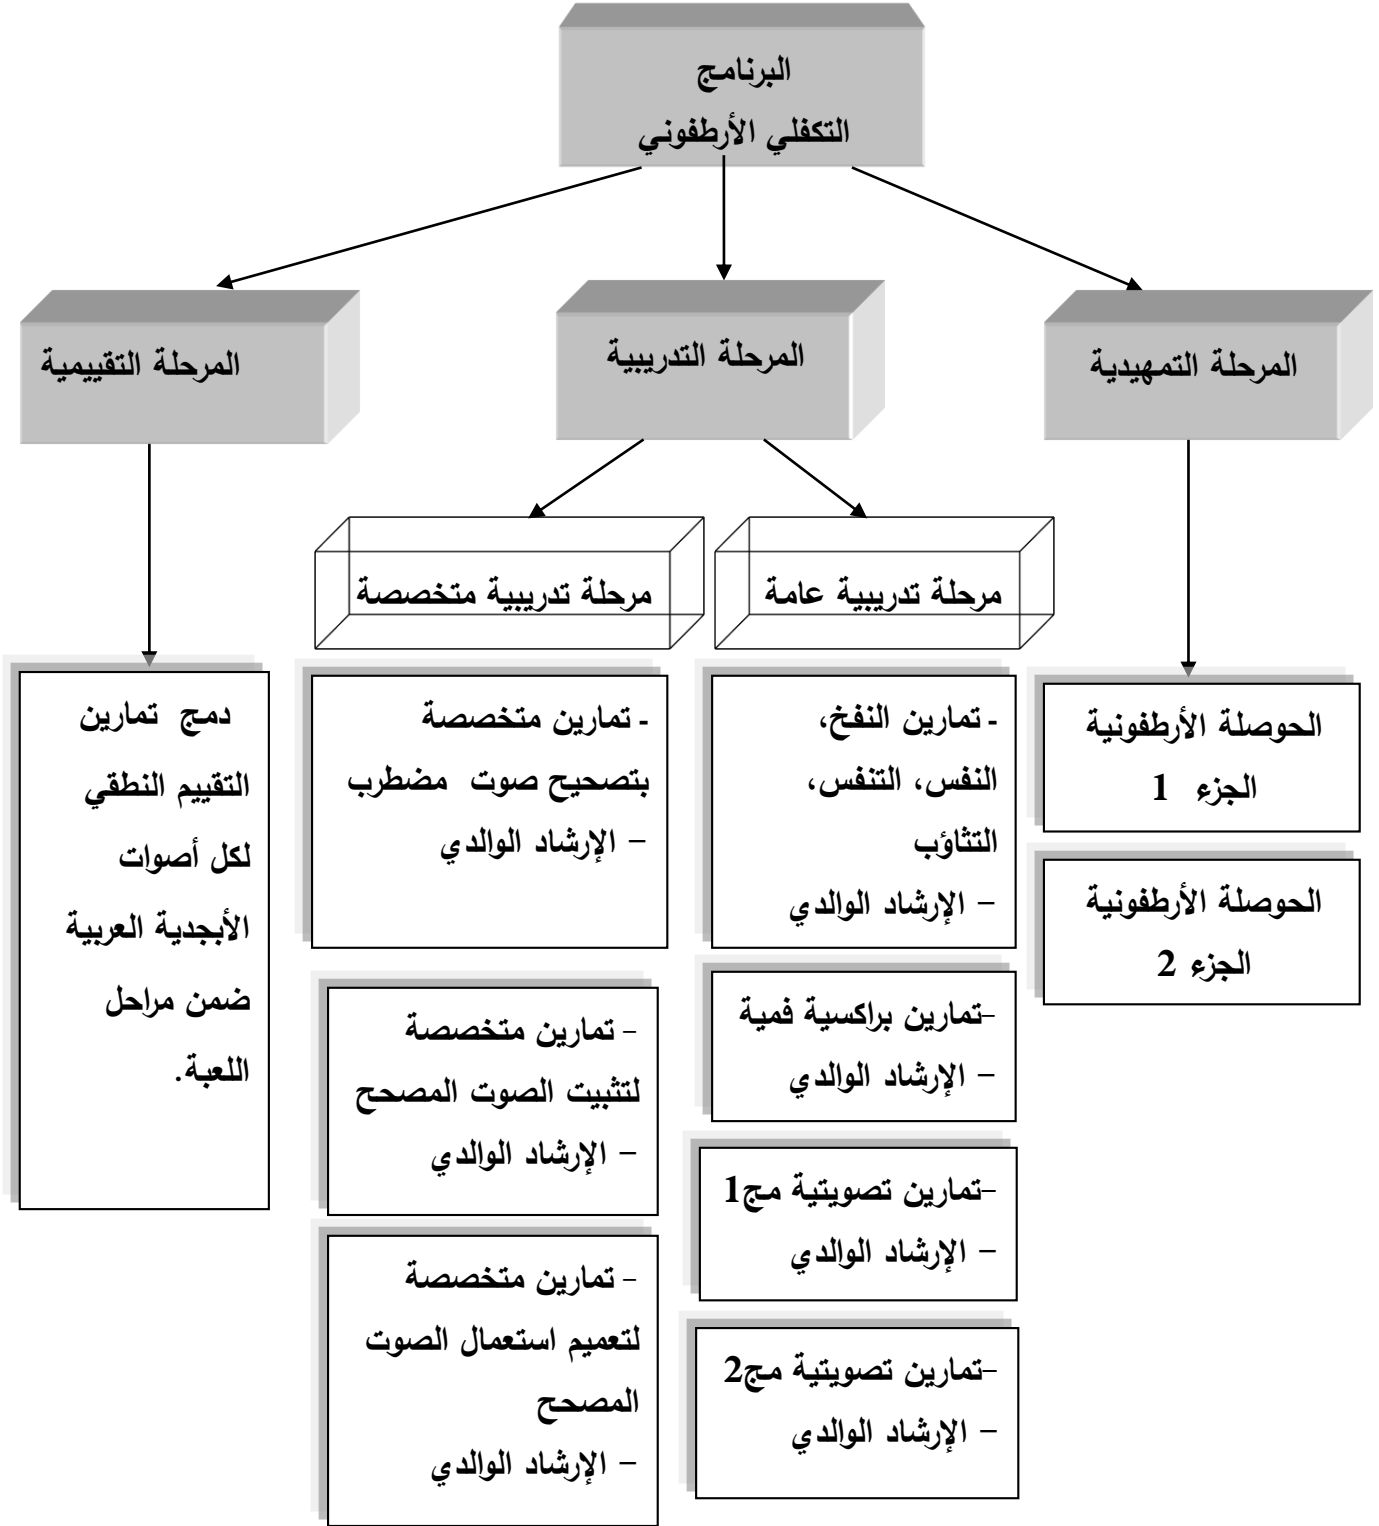 البرنامج
التكفلي الأرطفوني
المرحلة التمهيدية
المرحلة التدريبية
المرحلة التقييمية
مرحلة تدريبية عامة
مرحلة تدريبية متخصصة
الحوصلة الأرطفونية
الجزء 1
الحوصلة الأرطفونية
الجزء 2
- تمارين النفخ،
النفس، التنفس،
التثاؤب
– الإرشاد الوالدي
–تمارين براكسية فمية
– الإرشاد الوالدي
–تمارين تصويتية مج1
– الإرشاد الوالدي
–تمارين تصويتية مج2
– الإرشاد الوالدي
- تمارين متخصصة
بتصحيح صوت مضطرب
– الإرشاد الوالدي
– تمارين متخصصة
لتثبيت الصوت المصحح
– الإرشاد الوالدي
– تمارين متخصصة
لتعميم استعمال الصوت
المصحح
– الإرشاد الوالدي
دمج تمارين
التقييم النطقي
لكل أصوات
الأبجدية العربية
ضمن مراحل
اللعبة.